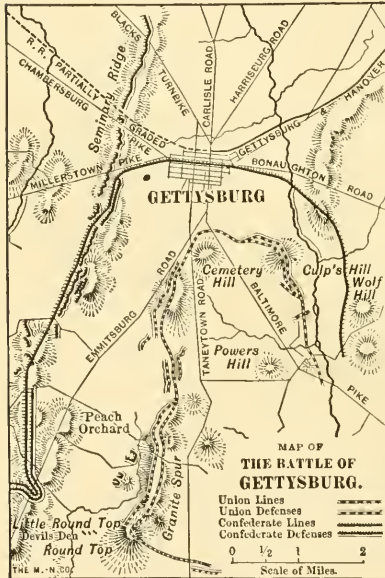 BLACKS
TURNPIKE
CARLISLE ROAD
HARRISBURG ROAD
R.R. PARTIALLY GRADED
CHAMBERSBURG PIKE
Seminary Ridge
GETTYSBURG
HANOVER
MILLERSTOWN PIKE
BONAUGHTON ROAD
GETTYSBURG
EMMITSBURG ROAD
Cemetery
Hill
Culp's Hill
Wolf
Hill
TANEYTOWN ROAD
BALTIMORE PIKE
Powers
Hill
Peach
Orchard
Granite Spur
Little Round Top
Devils Den
Round Top
THE M.-N. CO.
MAP OF
THE BATTLE OF
GETTYSBURG.
Union Lines
Union Defenses
Confederate Lines
Confederate Defenses
0 1/2 1 2
Scale of Miles.